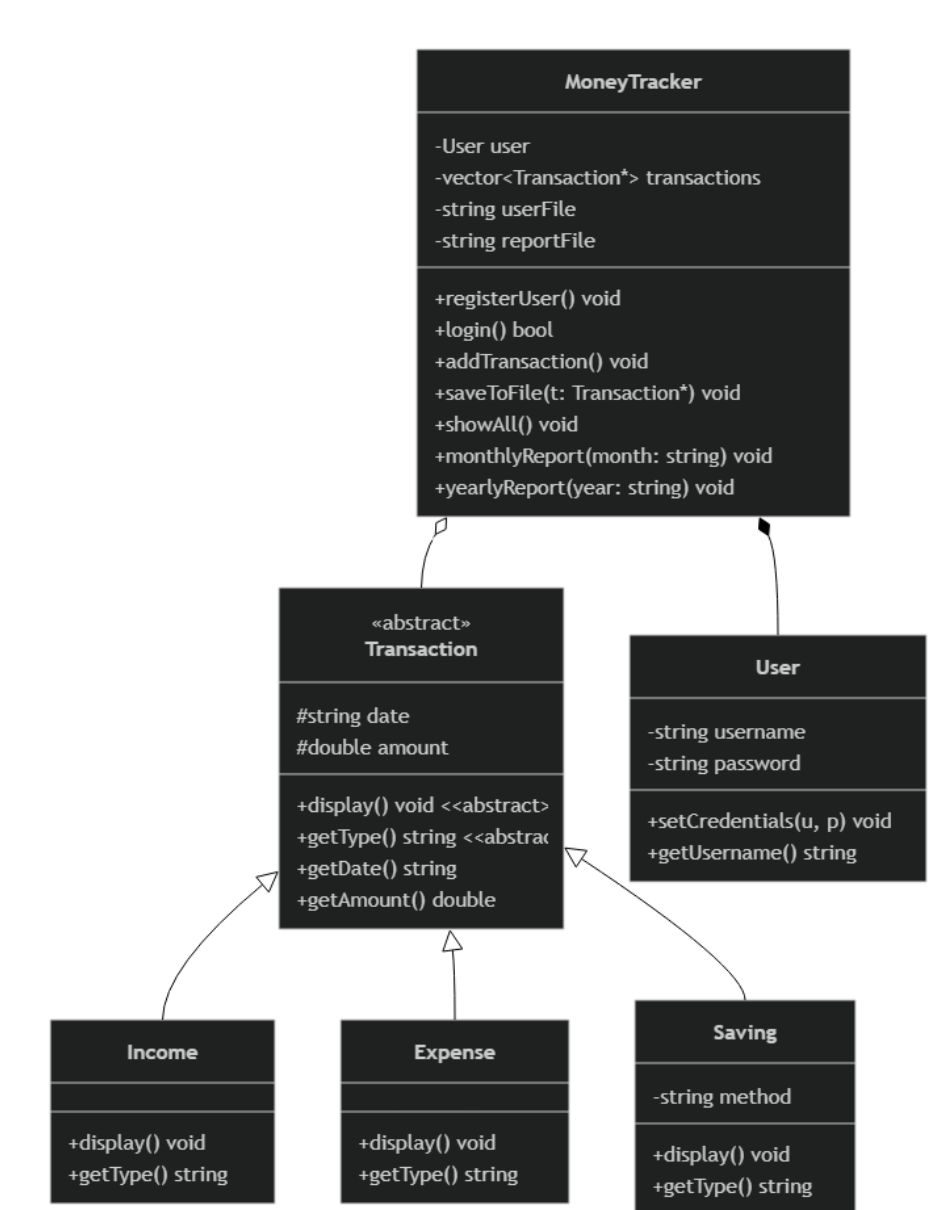 MoneyTracker
-User user
-vector<Transaction*> transactions
-string userFile
-string reportFile
+registerUser() void
+login() bool
+addTransaction() void
+saveToFile(t: Transaction*) void
+showAll() void
+monthlyReport(month: string) void
+yearlyReport(year: string) void
«abstract»
Transaction
#string date
#double amount
+display() void <<abstract>
+getType() string <<abstrac
+getDate() string
+getAmount() double
User
-string username
-string password
+setCredentials(u, p) void
+getUsername() string
Income
+display() void
+getType() string
Expense
+display() void
+getType() string
Saving
-string method
+display() void
+getType() string